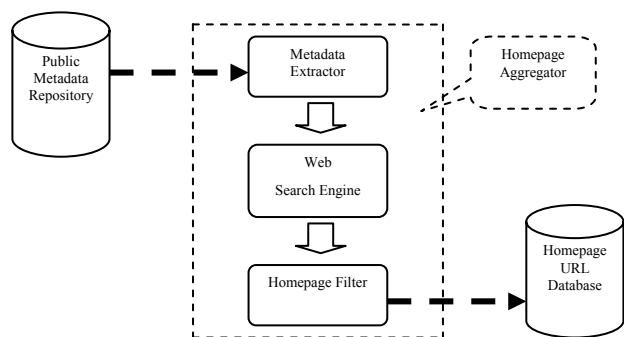 Public
Metadata
Repository
Metadata
Extractor
Homepage
Aggregator
Web
Search Engine
Homepage Filter
Homepage
URL
Database